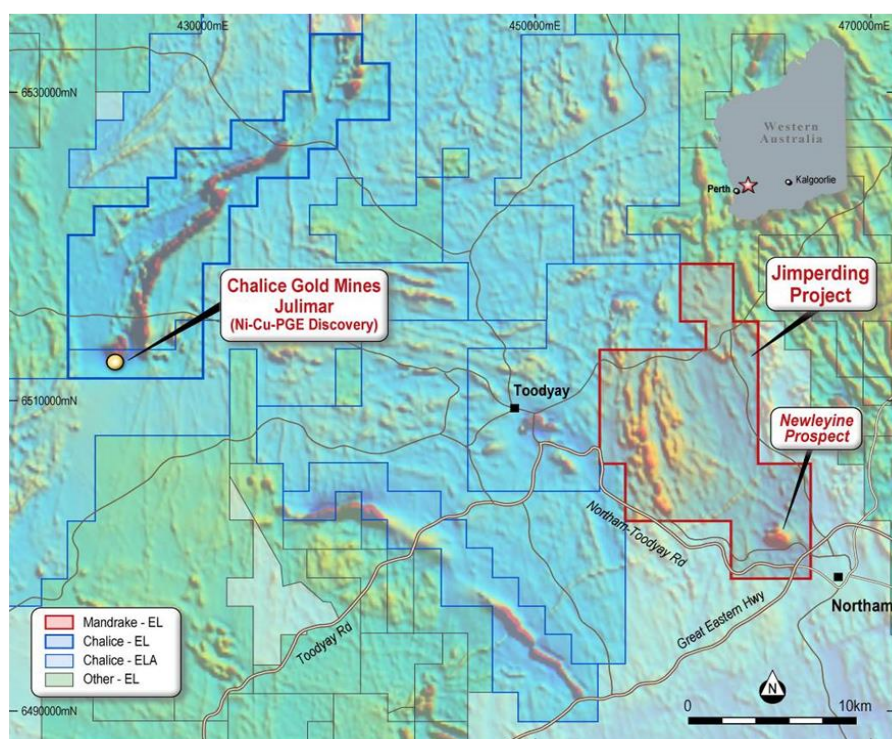 430000mE
450000mE
470000mE
6530000mN
Western
Australia
Perth
Kalgoorlie
Chalice Gold Mines
Julimar
(Ni-Cu-PGE Discovery)
Jimperding
Project
6510000mN
Toodyay
Newleyine
Prospect
Northam-Toodyay Rd
Great Eastern Hwy
Northam
Toodyay Rd
Mandrake - EL
Chalice - EL
Chalice - ELA
Other - EL
N
0
10km
6490000mN